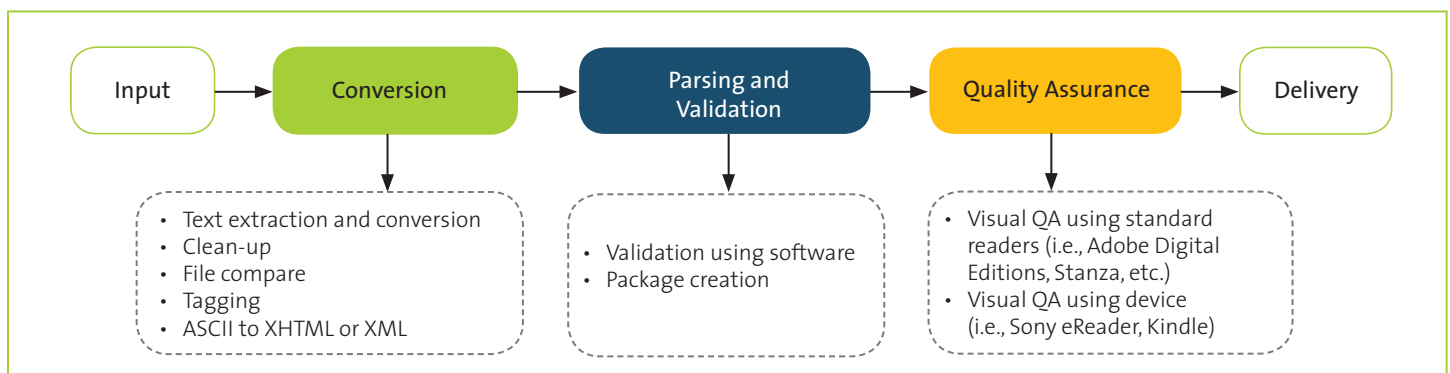 Input
Conversion
Parsing and
Validation
Quality Assurance
Delivery
• Text extraction and conversion
• Clean-up
• File compare
• Tagging
• ASCII to XHTML or XML
• Validation using software
• Package creation
• Visual QA using standard
readers (i.e., Adobe Digital
Editions, Stanza, etc.)
• Visual QA using device
(i.e., Sony eReader, Kindle)